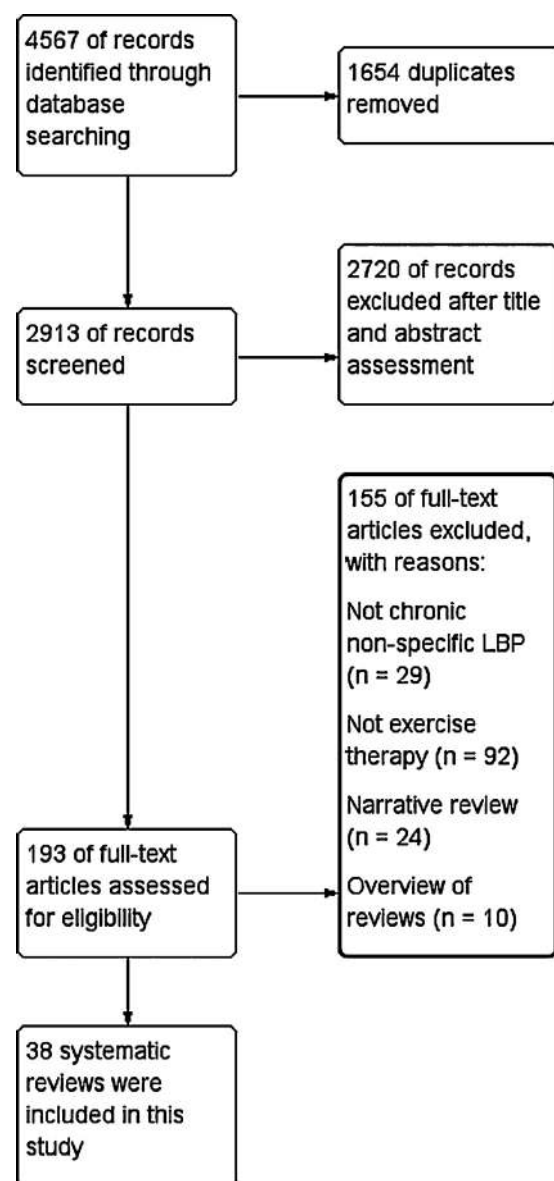 4567 of records
identified through
database
searching
1654 duplicates
removed
2913 of records
screened
2720 of records
excluded after title
and abstract
assessment
155 of full-text
articles excluded,
with reasons:
Not chronic
non-specific LBP
(n = 29)
Not exercise
therapy (n = 92)
Narrative review
(n = 24)
Overview of
reviews (n = 10)
193 of full-text
articles assessed
for eligibility
38 systematic
reviews were
included in this
study